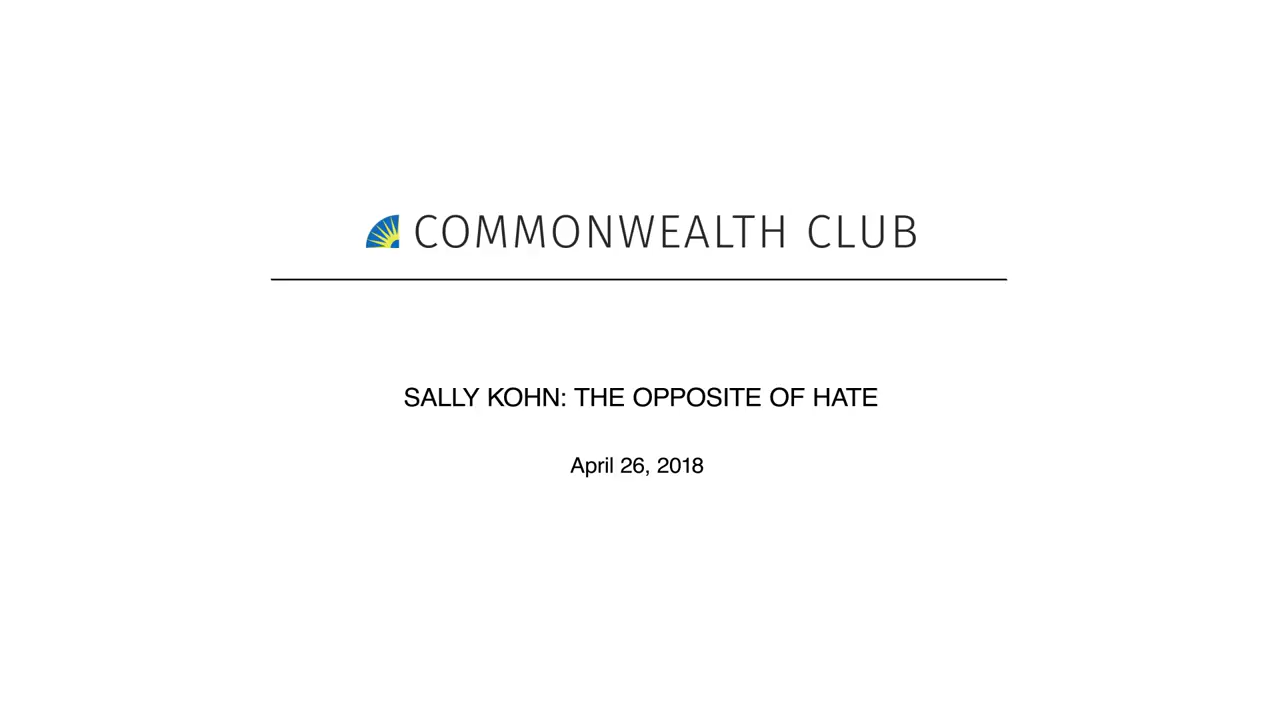 COMMONWEALTH CLUB
SALLY KOHN: THE OPPOSITE OF HATE
April 26, 2018